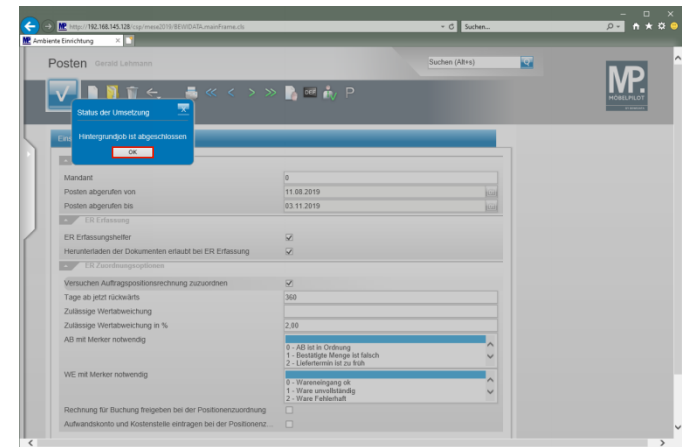 http://192.168.145.128/csp/mesa2019/BEWIDATA.mainFrame.cls
Suchen...
Ambiente Einrichtung
Posten Gerald Lehmann
Suchen (Alt+s)
MP.
MÖBELPILOT
Status der Umsetzung
Hintergrundjob ist abgeschlossen
OK
Mandant
0
Posten abgerufen von
11.08.2019
Posten abgerufen bis
03.11.2019
ER Erfassung
ER Erfassungshelfer
Herunterladen der Dokumenten erlaubt bei ER Erfassung
ER Zuordnungsoptionen
Versuchen Auftragspositionsrechnung zuzuordnen
Tage ab jetzt rückwärts
360
Zulässige Wertabweichung
Zulässige Wertabweichung in %
2,00
AB mit Merker notwendig
0 - AB ist in Ordnung
1 - Bestätigte Menge ist falsch
2 - Liefertermin ist zu früh
WE mit Merker notwendig
0 - Wareneingang ok
1 - Ware unvollständig
2 - Ware Fehlerhaft
Rechnung für Buchung freigeben bei der Positionenzuordnung
Aufwandskonto und Kostenstelle eintragen bei der Positionenz...